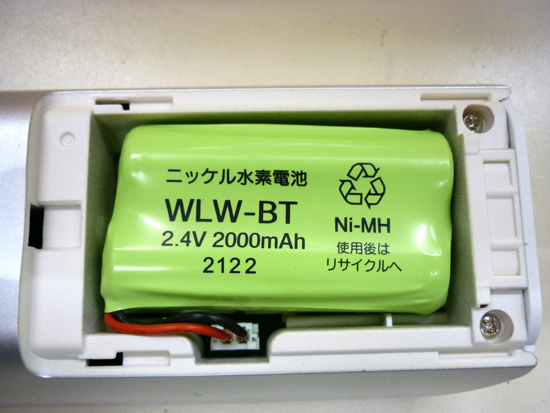 ニッケル水素電池
WLW-BT
2.4V 2000mAh
2122
Ni-MH
使用後は
リサイクルへ